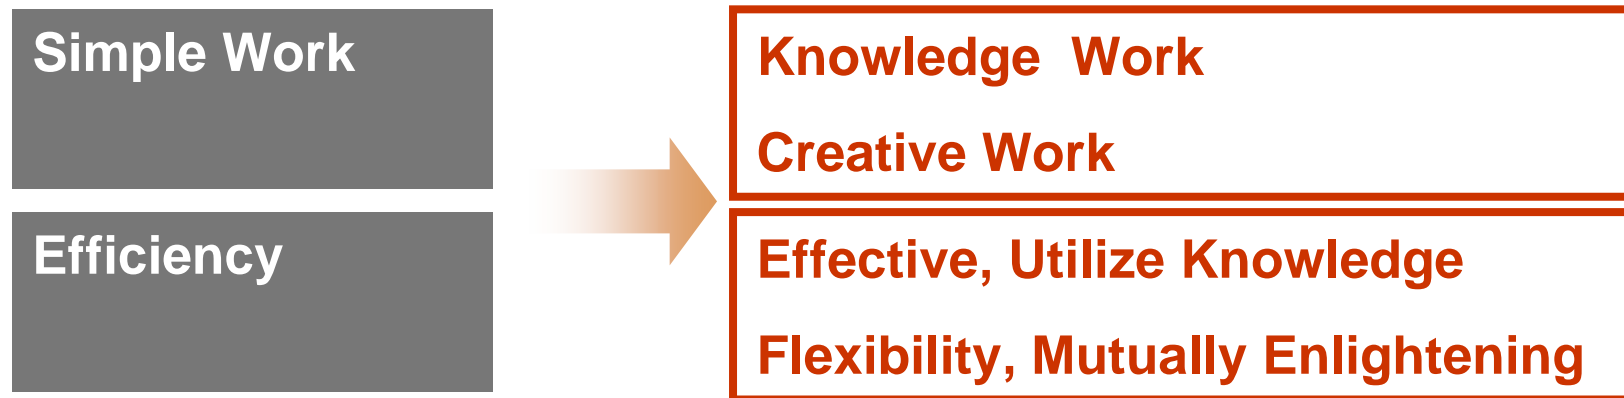 Simple Work
Efficiency
Knowledge Work
Creative Work
Effective, Utilize Knowledge
Flexibility, Mutually Enlightening